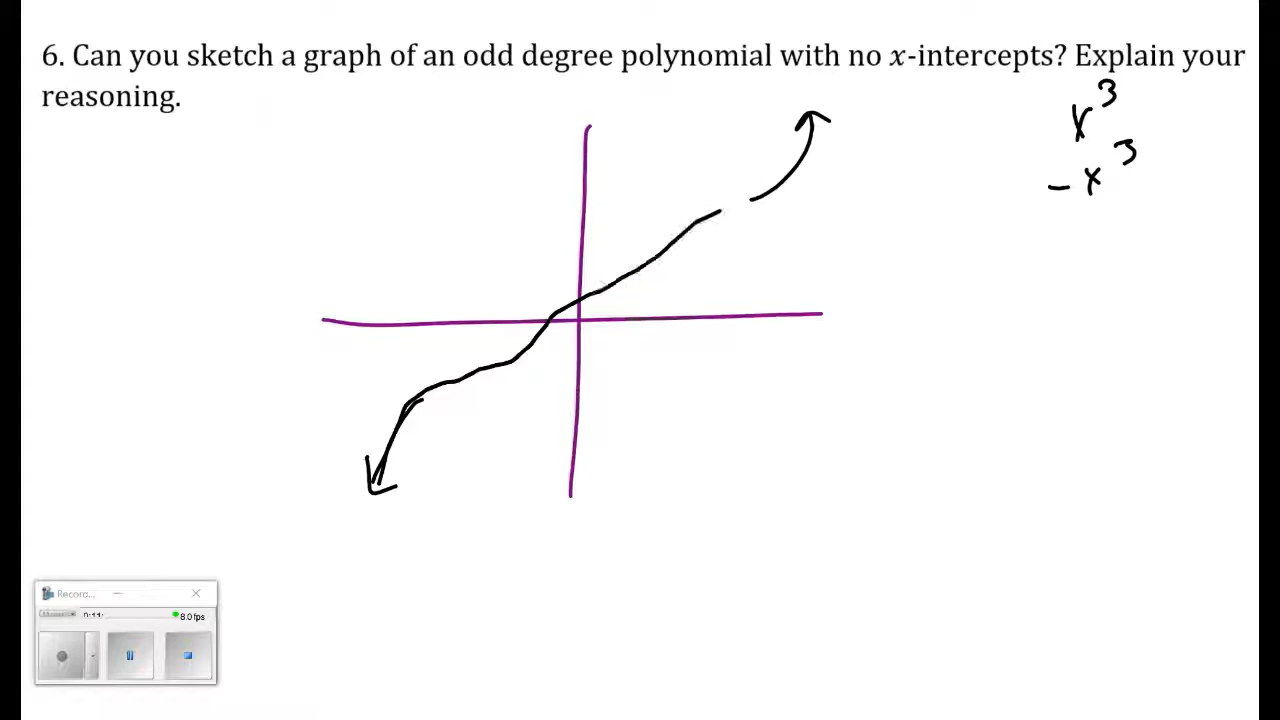 6. Can you sketch a graph of an odd degree polynomial with no x-intercepts? Explain your
reasoning.
x³
-x³
Recora...
8.0 fps